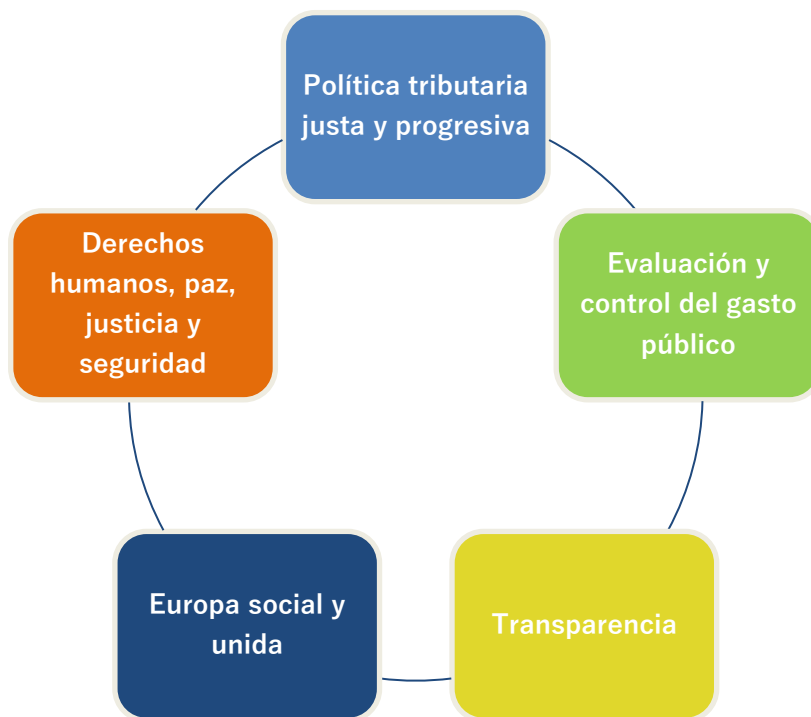 Política tributaria
justa y progresiva
Evaluación y
control del gasto
público
Transparencia
Europa social y
unida
Derechos
humanos, paz,
justicia y
seguridad